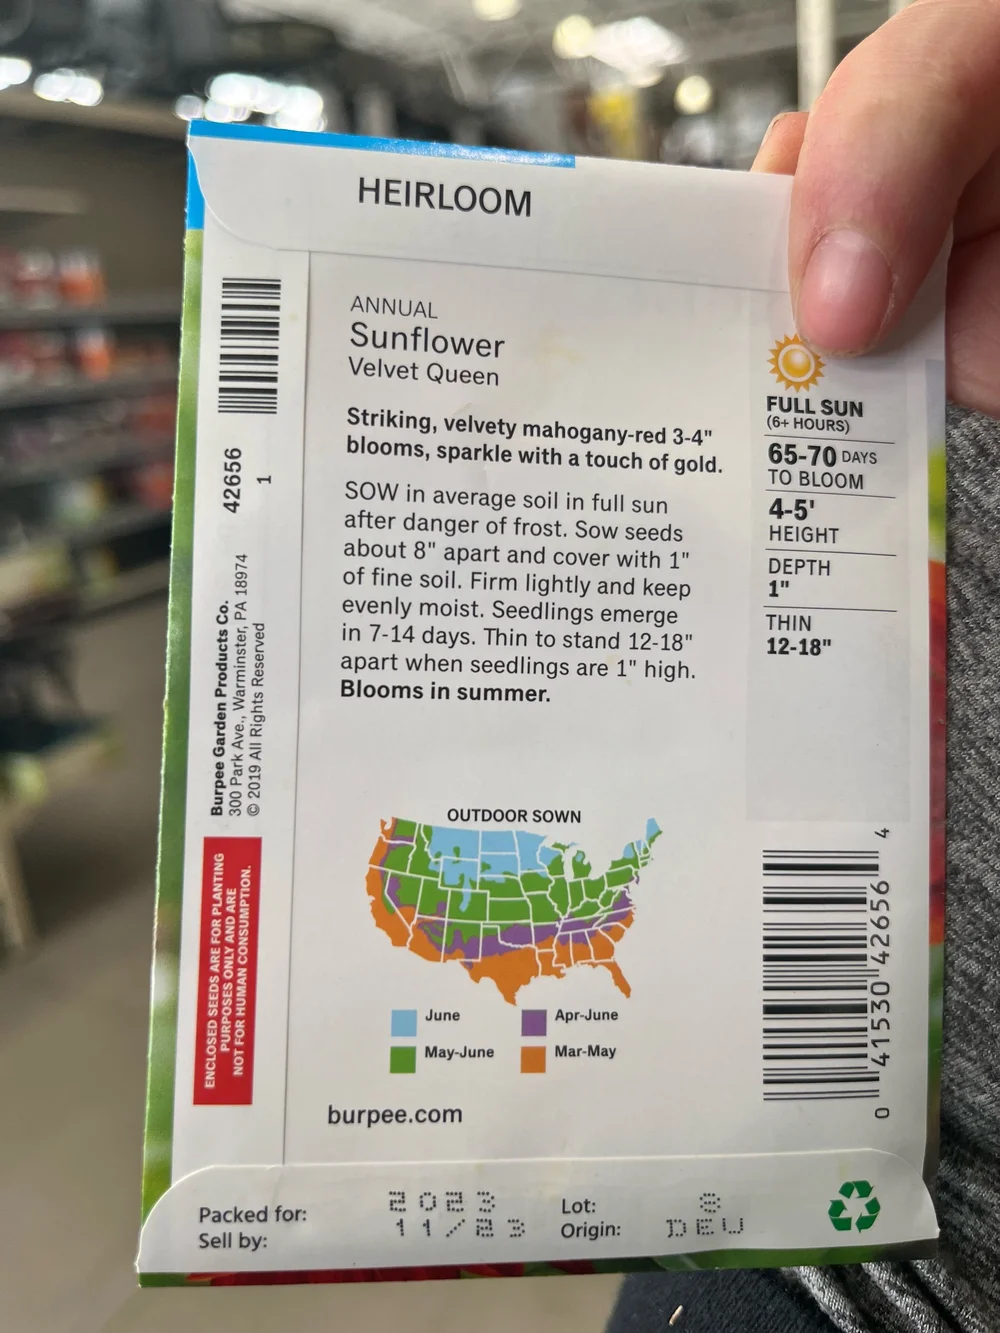 HEIRLOOM
ANNUAL
Sunflower
Velvet Queen
Striking, velvety mahogany-red 3-4"
blooms, sparkle with a touch of gold.
SOW in average soil in full sun
after danger of frost. Sow seeds
about 8" apart and cover with 1"
of fine soil. Firm lightly and keep
evenly moist. Seedlings emerge
in 7-14 days. Thin to stand 12-18"
apart when seedlings are 1" high.
Blooms in summer.
FULL SUN
(6+ HOURS)
65-70 DAYS
TO BLOOM
4-5'
HEIGHT
DEPTH
1"
THIN
12-18"
42656
1
Burpee Garden Products Co.
300 Park Ave., Warminster, PA 18974
© 2019 All Rights Reserved
ENCLOSED SEEDS ARE FOR PLANTING
PURPOSES ONLY AND ARE
NOT FOR HUMAN CONSUMPTION.
OUTDOOR SOWN
June
Apr-June
May-June
Mar-May
burpee.com
0 41530 42656 4
Packed for: 2023
Sell by: 11/23
Lot: 8
Origin: DEU